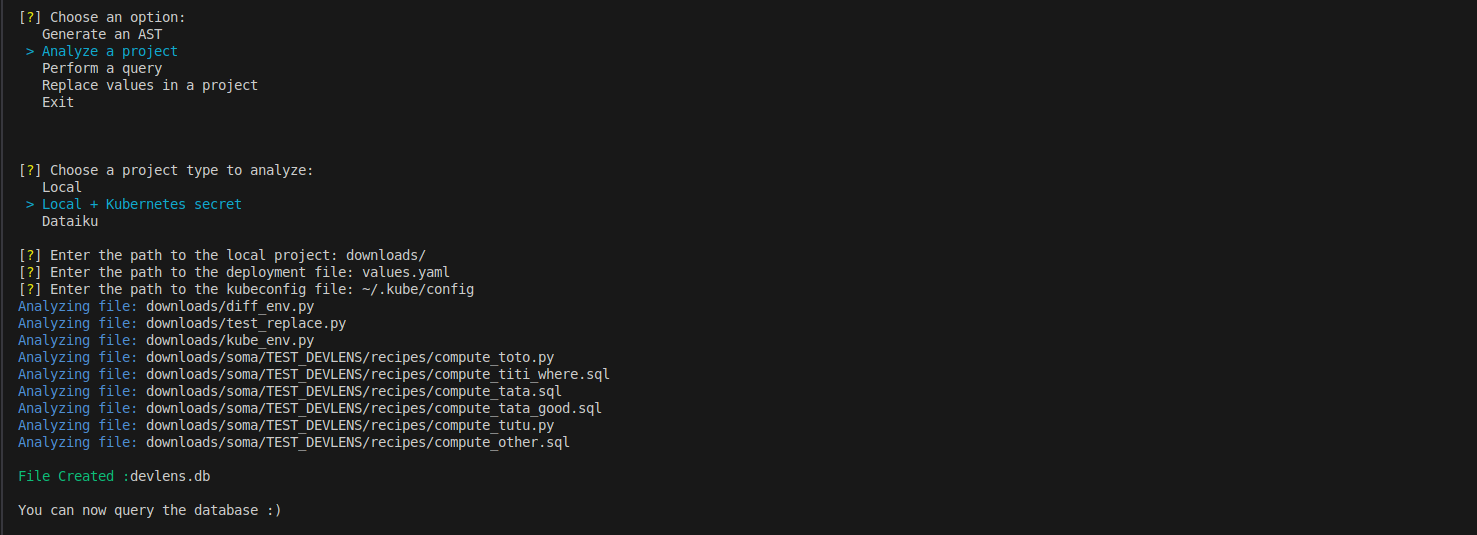 [?] Choose an option:
Generate an AST
> Analyze a project
Perform a query
Replace values in a project
Exit
[?] Choose a project type to analyze:
Local
> Local + Kubernetes secret
Dataiku
[?] Enter the path to the local project: downloads/
[?] Enter the path to the deployment file: values.yaml
[?] Enter the path to the kubeconfig file: ~/.kube/config
Analyzing file: downloads/diff_env.py
Analyzing file: downloads/test_replace.py
Analyzing file: downloads/kube_env.py
Analyzing file: downloads/soma/TEST_DEVLENS/recipes/compute_toto.py
Analyzing file: downloads/soma/TEST_DEVLENS/recipes/compute_titi_where.sql
Analyzing file: downloads/soma/TEST_DEVLENS/recipes/compute_tata.sql
Analyzing file: downloads/soma/TEST_DEVLENS/recipes/compute_tata_good.sql
Analyzing file: downloads/soma/TEST_DEVLENS/recipes/compute_tutu.py
Analyzing file: downloads/soma/TEST_DEVLENS/recipes/compute_other.sql
File Created :devlens.db
You can now query the database :)